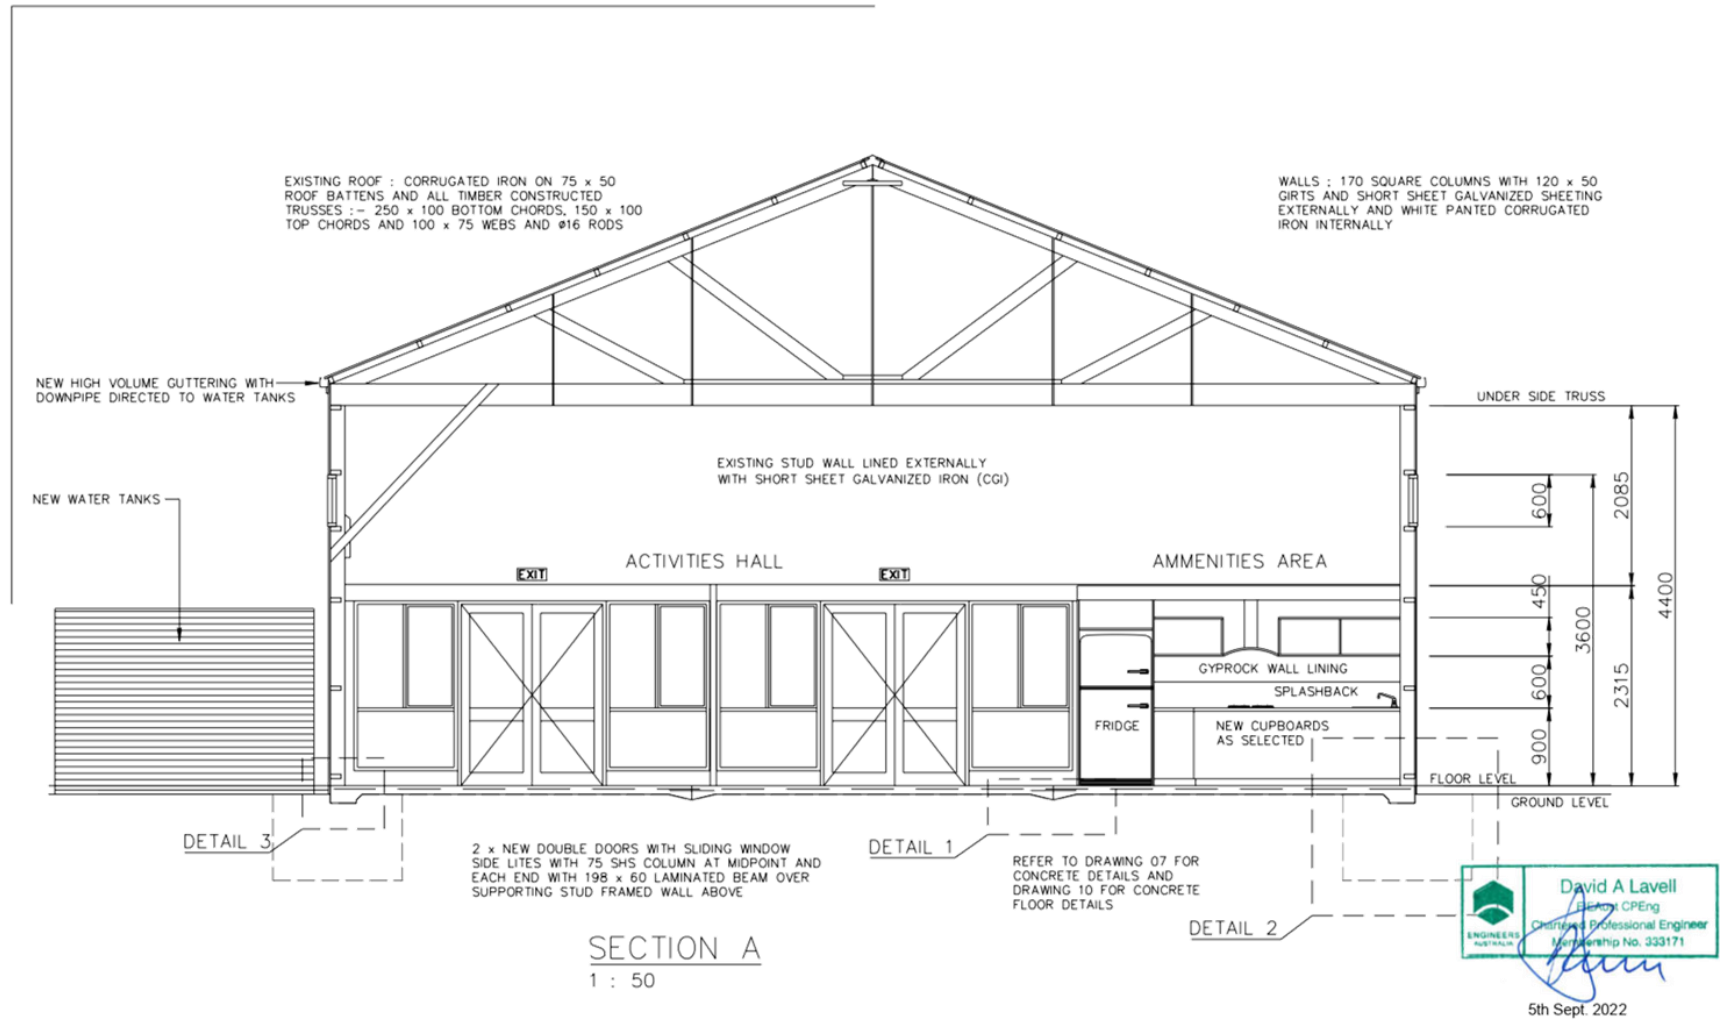 EXISTING ROOF : CORRUGATED IRON ON 75 x 50
ROOF BATTENS AND ALL TIMBER CONSTRUCTED
TRUSSES :- 250 x 100 BOTTOM CHORDS, 150 x 100
TOP CHORDS AND 100 x 75 WEBS AND ø16 RODS
WALLS : 170 SQUARE COLUMNS WITH 120 x 50
GIRTS AND SHORT SHEET GALVANIZED SHEETING
EXTERNALLY AND WHITE PANTED CORRUGATED
IRON INTERNALLY
NEW HIGH VOLUME GUTTERING WITH
DOWNPIPE DIRECTED TO WATER TANKS
UNDER SIDE TRUSS
EXISTING STUD WALL LINED EXTERNALLY
WITH SHORT SHEET GALVANIZED IRON (CGI)
NEW WATER TANKS
ACTIVITIES HALL
AMMENITIES AREA
EXIT
EXIT
600
2085
450
3600
4400
600
2315
900
GYPROCK WALL LINING
SPLASHBACK
FRIDGE
NEW CUPBOARDS
AS SELECTED
FLOOR LEVEL
GROUND LEVEL
DETAIL 3
2 x NEW DOUBLE DOORS WITH SLIDING WINDOW
SIDE LITES WITH 75 SHS COLUMN AT MIDPOINT AND
EACH END WITH 198 x 60 LAMINATED BEAM OVER
SUPPORTING STUD FRAMED WALL ABOVE
DETAIL 1
REFER TO DRAWING 07 FOR
CONCRETE DETAILS AND
DRAWING 10 FOR CONCRETE
FLOOR DETAILS
DETAIL 2
SECTION A
1 : 50
ENGINEERS
AUSTRALIA
David A Lavell
CPEng
Chartered Professional Engineer
Membership No. 333171
5th Sept. 2022